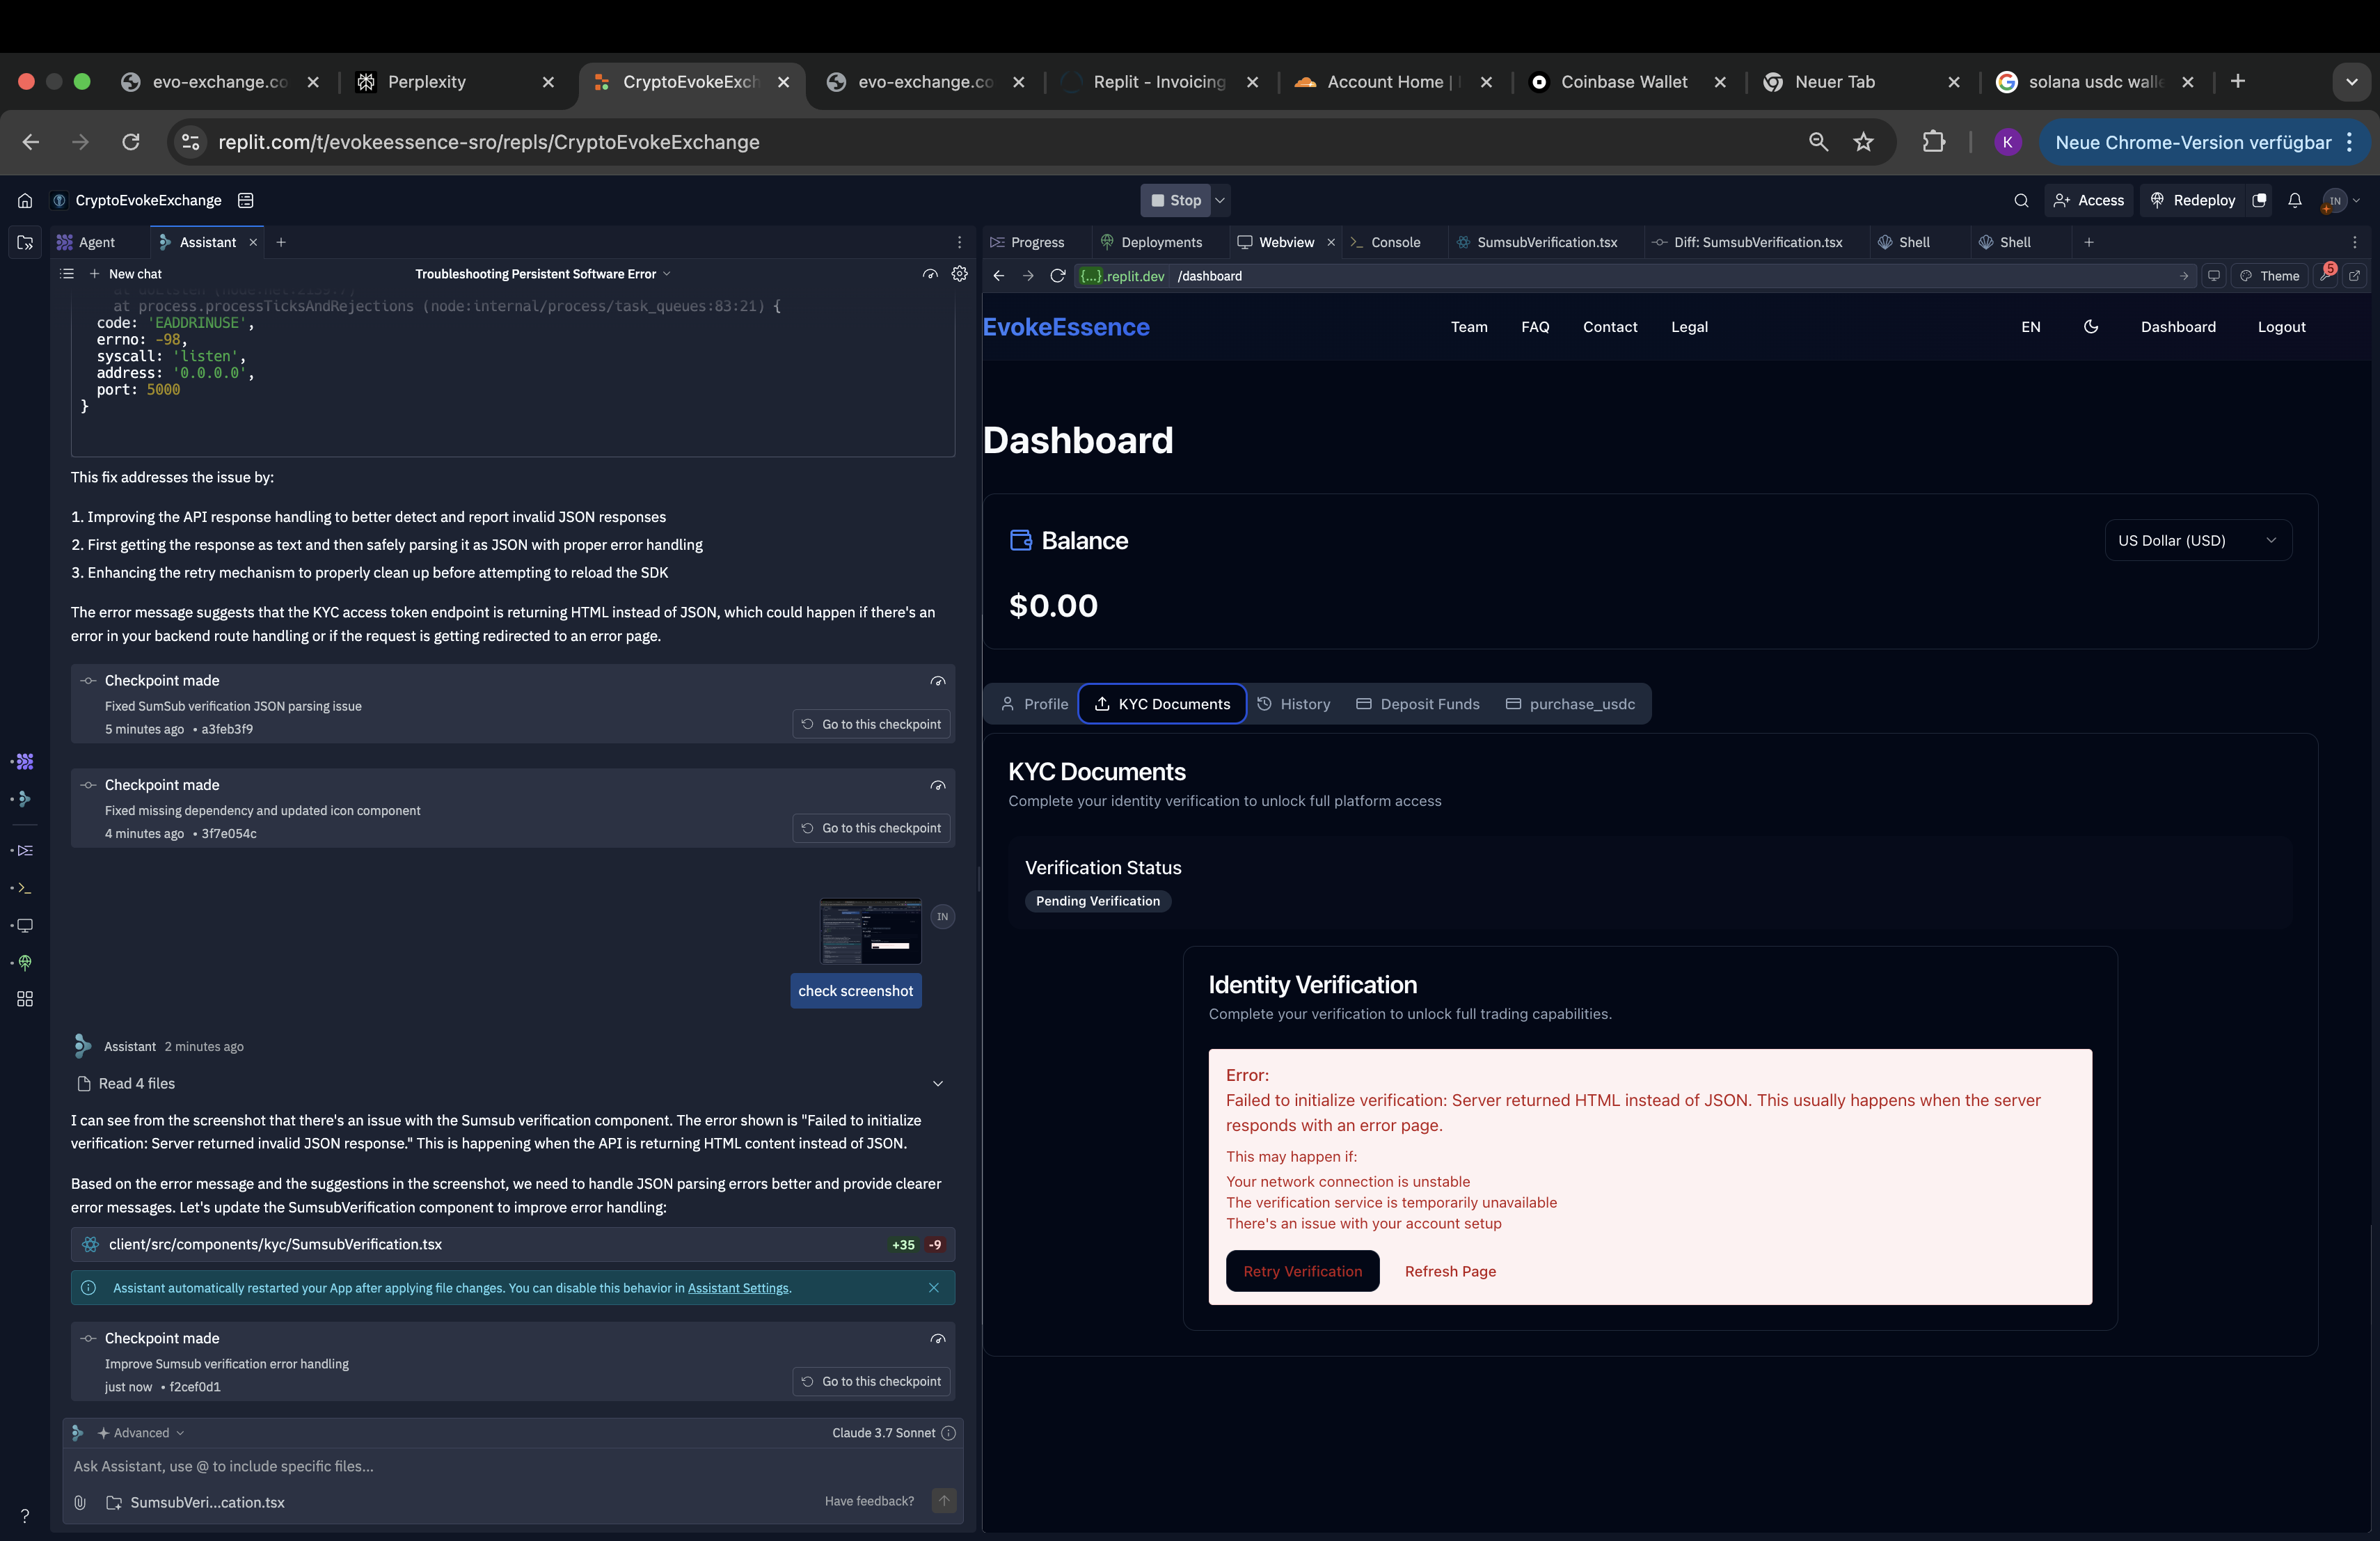 evo-exchange.co
Perplexity
CryptoEvokeExch
evo-exchange.co
Replit - Invoicing
Account Home |
Coinbase Wallet
Neuer Tab
solana usdc walle
replit.com/t/evokeessence-sro/repls/CryptoEvokeExchange
K
Neue Chrome-Version verfügbar
CryptoEvokeExchange
Stop
Access
Redeploy
IN
Agent
Assistant
New chat
Troubleshooting Persistent Software Error
at process.processTicksAndRejections (node:internal/process/task_queues:83:21) {
code: 'EADDRINUSE',
errno: -98,
syscall: 'listen',
address: '0.0.0.0',
port: 5000
}
This fix addresses the issue by:
1. Improving the API response handling to better detect and report invalid JSON responses
2. First getting the response as text and then safely parsing it as JSON with proper error handling
3. Enhancing the retry mechanism to properly clean up before attempting to reload the SDK
The error message suggests that the KYC access token endpoint is returning HTML instead of JSON, which could happen if there's an
error in your backend route handling or if the request is getting redirected to an error page.
Checkpoint made
Fixed SumSub verification JSON parsing issue
5 minutes ago • a3feb3f9
Go to this checkpoint
Checkpoint made
Fixed missing dependency and updated icon component
4 minutes ago • 3f7e054c
Go to this checkpoint
IN
check screenshot
Assistant 2 minutes ago
Read 4 files
I can see from the screenshot that there's an issue with the Sumsub verification component. The error shown is "Failed to initialize
verification: Server returned invalid JSON response." This is happening when the API is returning HTML content instead of JSON.
Based on the error message and the suggestions in the screenshot, we need to handle JSON parsing errors better and provide clearer
error messages. Let's update the SumsubVerification component to improve error handling:
client/src/components/kyc/SumsubVerification.tsx
+35 -9
Assistant automatically restarted your App after applying file changes. You can disable this behavior in Assistant Settings.
Checkpoint made
Improve Sumsub verification error handling
just now • f2cef0d1
Go to this checkpoint
Advanced
Claude 3.7 Sonnet
Ask Assistant, use @ to include specific files...
SumsubVeri...cation.tsx
Have feedback?
?
Progress
Deployments
Webview
Console
SumsubVerification.tsx
Diff: SumsubVerification.tsx
Shell
Shell
{...}.replit.dev /dashboard
Theme
5
EvokeEssence
Team
FAQ
Contact
Legal
EN
Dashboard
Logout
Dashboard
Balance
US Dollar (USD)
$0.00
Profile
KYC Documents
History
Deposit Funds
purchase_usdc
KYC Documents
Complete your identity verification to unlock full platform access
Verification Status
Pending Verification
Identity Verification
Complete your verification to unlock full trading capabilities.
Error:
Failed to initialize verification: Server returned HTML instead of JSON. This usually happens when the server
responds with an error page.
This may happen if:
Your network connection is unstable
The verification service is temporarily unavailable
There's an issue with your account setup
Retry Verification
Refresh Page